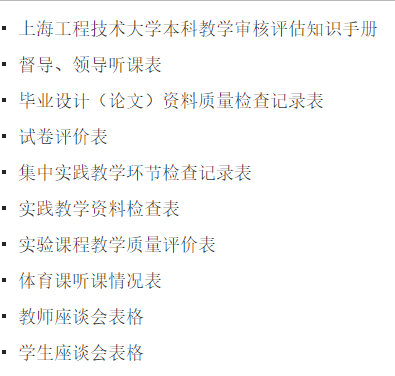 上海工程技术大学本科教学审核评估知识手册
督导、领导听课表
毕业设计（论文）资料质量检查记录表
试卷评价表
集中实践教学环节检查记录表
实践教学资料检查表
实验课程教学质量评价表
体育课听课情况表
教师座谈会表格
学生座谈会表格